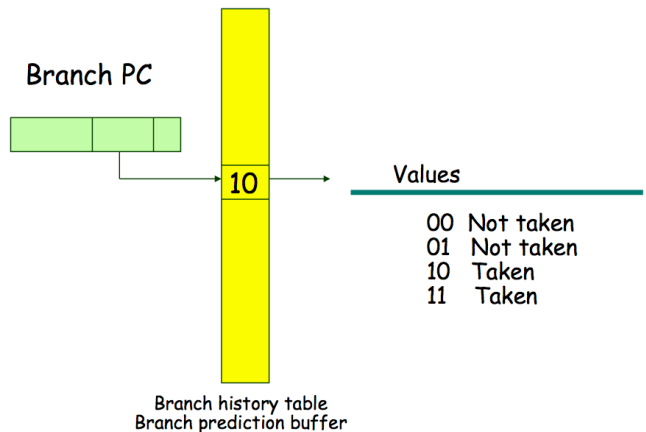 Branch PC
10
Values
00 Not taken
01 Not taken
10 Taken
11 Taken
Branch history table
Branch prediction buffer